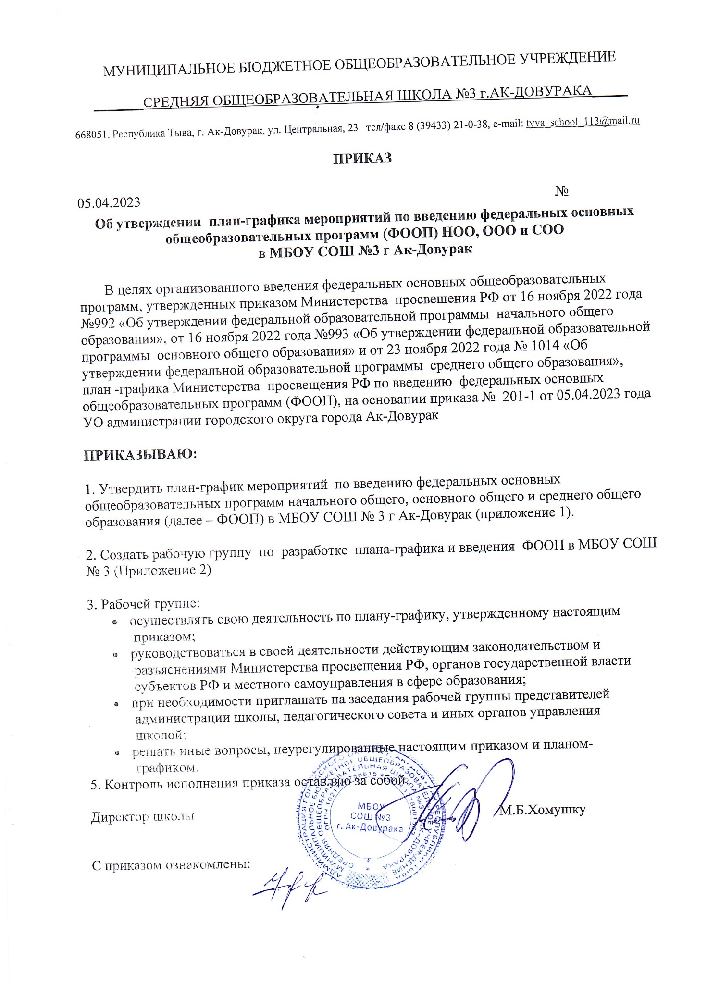 МУНИЦИПАЛЬНОЕ БЮДЖЕТНОЕ ОБЩЕОБРАЗОВАТЕЛЬНОЕ УЧРЕЖДЕНИЕ
СРЕДНЯЯ ОБЩЕОБРАЗОВАТЕЛЬНАЯ ШКОЛА №3 г.АК-ДОВУРАКА
668051, Республика Тыва, г. Ак-Довурак, ул. Центральная, 23 тел/факс 8 (39433) 21-0-38, e-mail: tyva_school_113@mail.ru
ПРИКАЗ
05.04.2023 №
Об утверждении план-графика мероприятий по введению федеральных основных
общеобразовательных программ (ФООП) НОО, ООО и СОО
в МБОУ СОШ №3 г Ак-Довурак
В целях организованного введения федеральных основных общеобразовательных
программ, утвержденных приказом Министерства просвещения РФ от 16 ноября 2022 года
№992 «Об утверждении федеральной образовательной программы начального общего
образования», от 16 ноября 2022 года №993 «Об утверждении федеральной образовательной
программы основного общего образования» и от 23 ноября 2022 года № 1014 «Об
утверждении федеральной образовательной программы среднего общего образования»,
план -графика Министерства просвещения РФ по введению федеральных основных
общеобразовательных программ (ФООП), на основании приказа № 201-1 от 05.04.2023 года
УО администрации городского округа города Ак-Довурак
ПРИКАЗЫВАЮ:
1. Утвердить план-график мероприятий по введению федеральных основных
общеобразовательных программ начального общего, основного общего и среднего общего
образования (далее – ФООП) в МБОУ СОШ № 3 г Ак-Довурак (приложение 1).
2. Создать рабочую группу по разработке плана-графика и введения ФООП в МБОУ СОШ
№ 3 (Приложение 2)
3. Рабочей группе:
• осуществлять свою деятельность по плану-графику, утвержденному настоящим
приказом;
• руководствоваться в своей деятельности действующим законодательством и
разъяснениями Министерства просвещения РФ, органов государственной власти
субъектов РФ и местного самоуправления в сфере образования;
• при необходимости приглашать на заседания рабочей группы представителей
администрации школы, педагогического совета и иных органов управления
школой;
• решать иные вопросы, неурегулированные настоящим приказом и планом-
графиком.
5. Контроль исполнения приказа оставляю за собой.
Директор школы М.Б.Хомушку
МБОУ
СОШ №3
г. Ак-Довурака
МУНИЦИПАЛЬНОЕ БЮДЖЕТНОЕ ОБЩЕОБРАЗОВАТЕЛЬНОЕ УЧРЕЖДЕНИЕ
СРЕДНЯЯ ОБЩЕОБРАЗОВАТЕЛЬНАЯ ШКОЛА №3 Г. АК-ДОВУРАКА
С приказом ознакомлены: